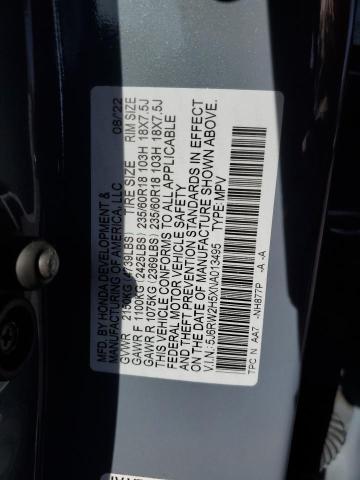 MFD BY HONDA DEVELOPMENT &
MANUFACTURING OF AMERICA, LLC 08/22
GVWR 2150KG (4739LBS) TIRE SIZE RIM SIZE
GAWR F 1100KG (2426LBS) 235/60R18 103H 18X7.5J
GAWR R 1075KG (2369LBS) 235/60R18 103H 18X7.5J
THIS VEHICLE CONFORMS TO ALL APPLICABLE
FEDERAL MOTOR VEHICLE SAFETY
AND THEFT PREVENTION STANDARDS IN EFFECT
ON THE DATE OF MANUFACTURE SHOWN ABOVE.
V.I.N.: 5J6RW2H5XNA013495 TYPE: MPV
TPC N AA7 -NH877P -A -A